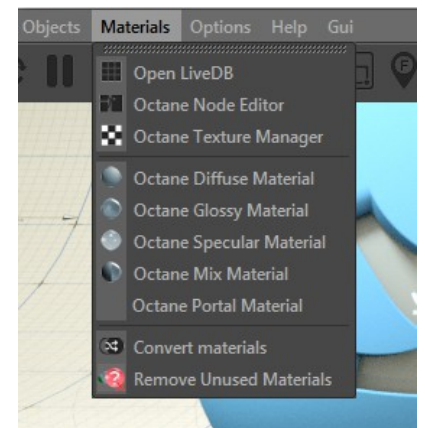 Objects Materials Options Help Gui
Open LiveDB
Octane Node Editor
Octane Texture Manager
Octane Diffuse Material
Octane Glossy Material
Octane Specular Material
Octane Mix Material
Octane Portal Material
Convert materials
Remove Unused Materials
F